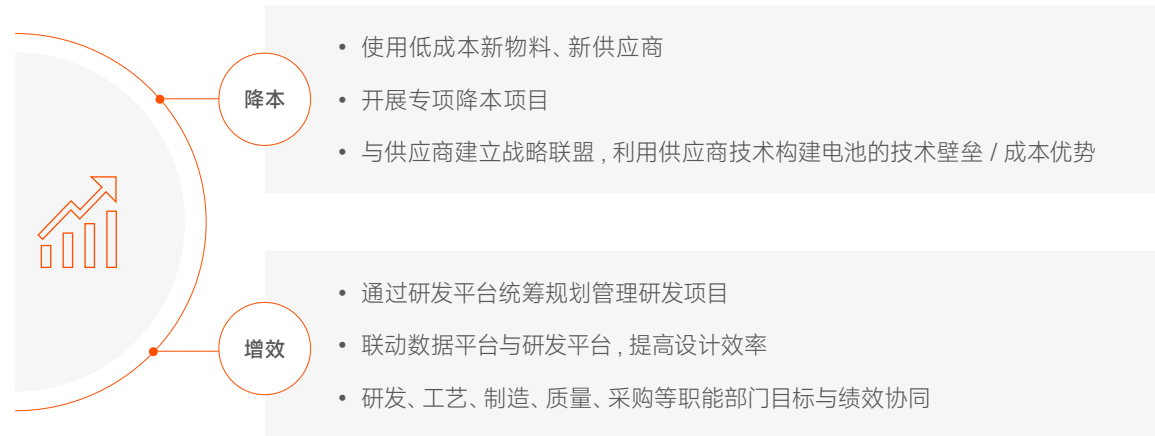 降本
• 使用低成本新物料、新供应商
• 开展专项降本项目
• 与供应商建立战略联盟 , 利用供应商技术构建电池的技术壁垒 / 成本优势
增效
• 通过研发平台统筹规划管理研发项目
• 联动数据平台与研发平台 , 提高设计效率
• 研发、工艺、制造、质量、采购等职能部门目标与绩效协同